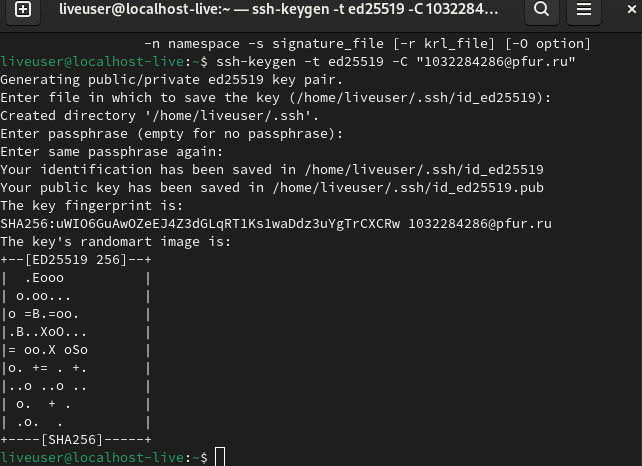 liveuser@localhost-live:~ — ssh-keygen -t ed25519 -C 1032284…
-n namespace -s signature_file [-r krl_file] [-O option]
liveuser@localhost-live:~$ ssh-keygen -t ed25519 -C "1032284286@pfur.ru"
Generating public/private ed25519 key pair.
Enter file in which to save the key (/home/liveuser/.ssh/id_ed25519):
Created directory '/home/liveuser/.ssh'.
Enter passphrase (empty for no passphrase):
Enter same passphrase again:
Your identification has been saved in /home/liveuser/.ssh/id_ed25519
Your public key has been saved in /home/liveuser/.ssh/id_ed25519.pub
The key fingerprint is:
SHA256:uWIO6GuAwOZeEJ4Z3dGLqRT1Ks1waDdz3uYgTrCXCRw 1032284286@pfur.ru
The key's randomart image is:
+--[ED25519 256]--+
|  .Eooo          |
| o.oo...         |
|o =B.=oo.        |
|.B..XoO...       |
|= oo.X oSo       |
|o. += . +.       |
|..o ..o ..       |
| o.  + .         |
| .o.  .          |
+----[SHA256]-----+
liveuser@localhost-live:~$